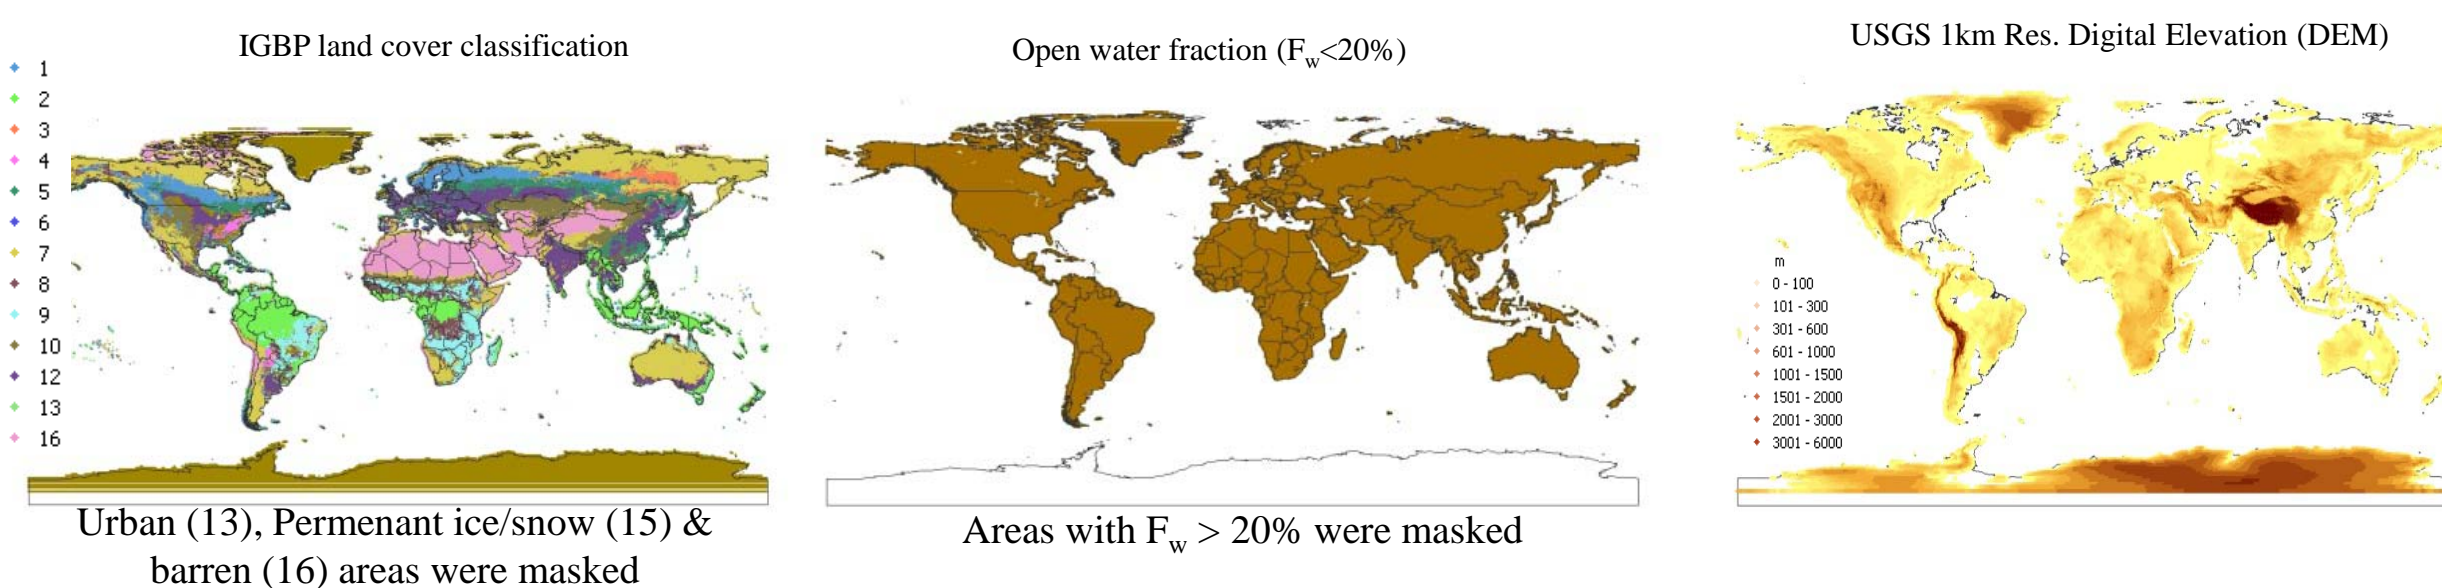 IGBP land cover classification
1
2
3
4
5
6
7
8
9
10
12
13
16
Urban (13), Permenant ice/snow (15) &
barren (16) areas were masked
Open water fraction (Fw<20%)
Areas with Fw > 20% were masked
USGS 1km Res. Digital Elevation (DEM)
m
0 - 100
101 - 300
301 - 600
601 - 1000
1001 - 1500
1501 - 2000
2001 - 3000
3001 - 6000